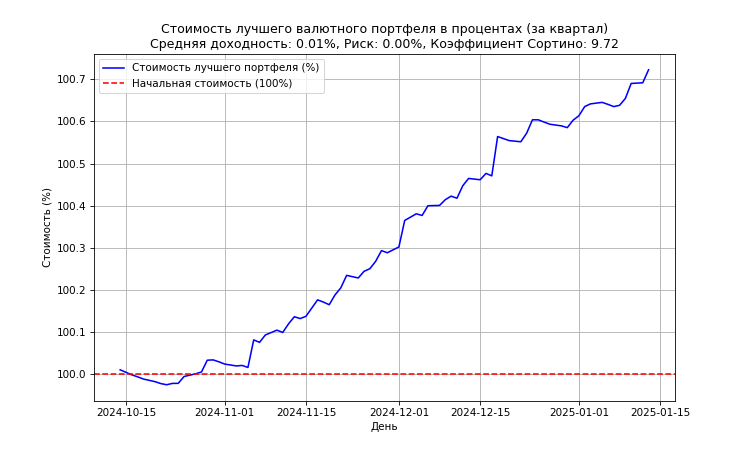 Стоимость лучшего валютного портфеля в процентах (за квартал)
Средняя доходность: 0.01%, Риск: 0.00%, Коэффициент Сортино: 9.72
Стоимость лучшего портфеля (%)
Начальная стоимость (100%)
Стоимость (%)
100.7
100.6
100.5
100.4
100.3
100.2
100.1
100.0
2024-10-15
2024-11-01
2024-11-15
2024-12-01
2024-12-15
2025-01-01
2025-01-15
День